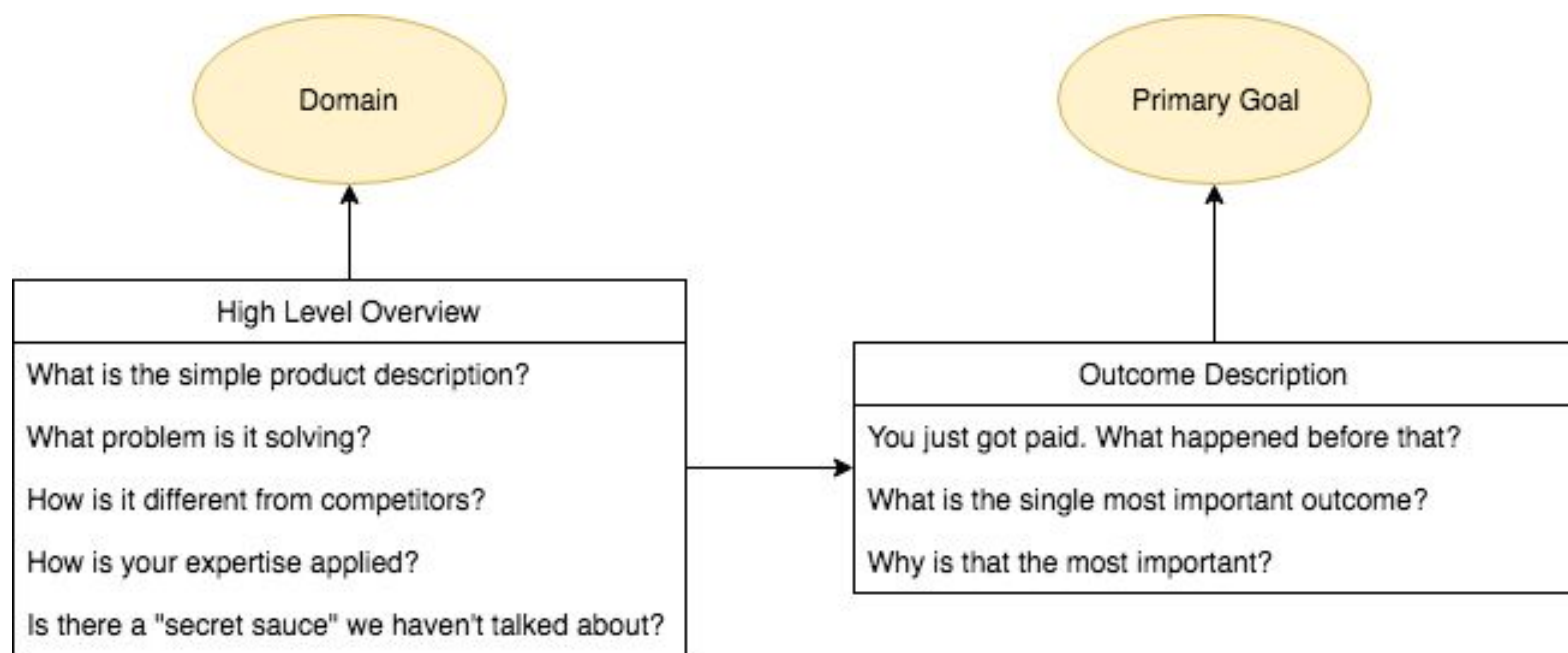 Domain
Primary Goal
High Level Overview
What is the simple product description?
What problem is it solving?
How is it different from competitors?
How is your expertise applied?
Is there a "secret sauce" we haven't talked about?
Outcome Description
You just got paid. What happened before that?
What is the single most important outcome?
Why is that the most important?